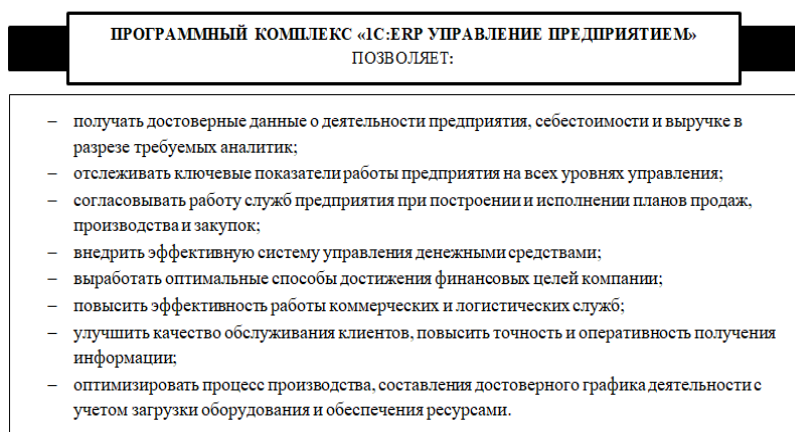 ПРОГРАММНЫЙ КОМПЛЕКС «1С:ERP УПРАВЛЕНИЕ ПРЕДПРИЯТИЕМ»
ПОЗВОЛЯЕТ:
– получать достоверные данные о деятельности предприятия, себестоимости и выручке в
разрезе требуемых аналитик;
– отслеживать ключевые показатели работы предприятия на всех уровнях управления;
– согласовывать работу служб предприятия при построении и исполнении планов продаж,
производства и закупок;
– внедрить эффективную систему управления денежными средствами;
– выработать оптимальные способы достижения финансовых целей компании;
– повысить эффективность работы коммерческих и логистических служб;
– улучшить качество обслуживания клиентов, повысить точность и оперативность получения
информации;
– оптимизировать процесс производства, составления достоверного графика деятельности с
учетом загрузки оборудования и обеспечения ресурсами.